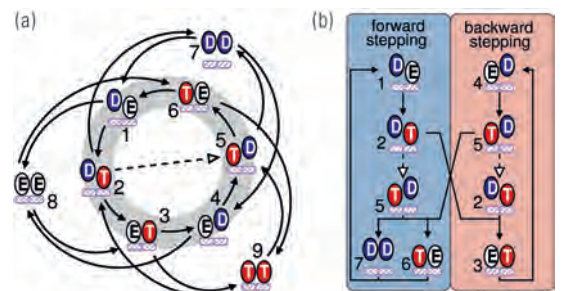 (a)
D D
7
T E
6
D E
1
T D
5
D T
2
E E
8
E T
3
E D
4
T T
9
(b)
forward
stepping
backward
stepping
D E
1
E D
4
D T
2
T D
5
T D
5
D T
2
D D
7
T E
6
E T
3